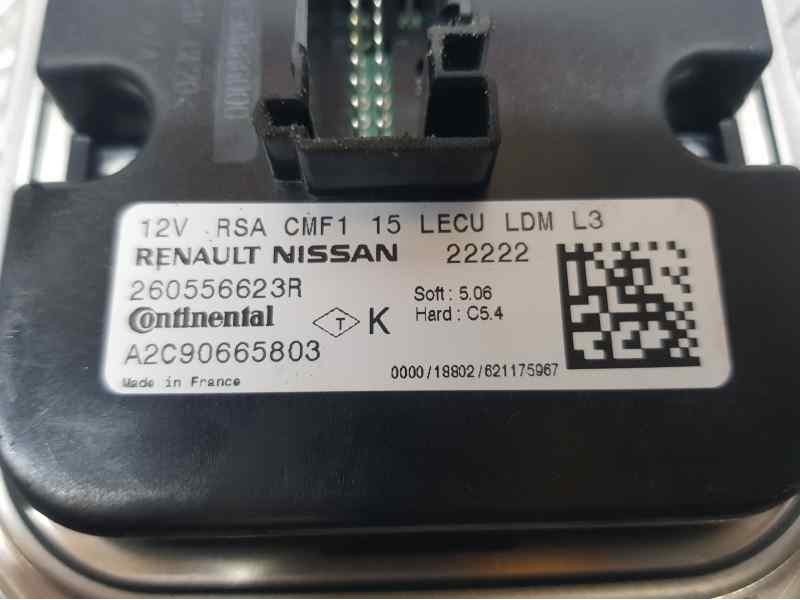 12V RSA CMF1 15 LECU LDM L3
RENAULT NISSAN 22222
260556623R
Soft : 5.06
Continental
T K
Hard : C5.4
A2C90665803
0000/18802/621175967
Made in France